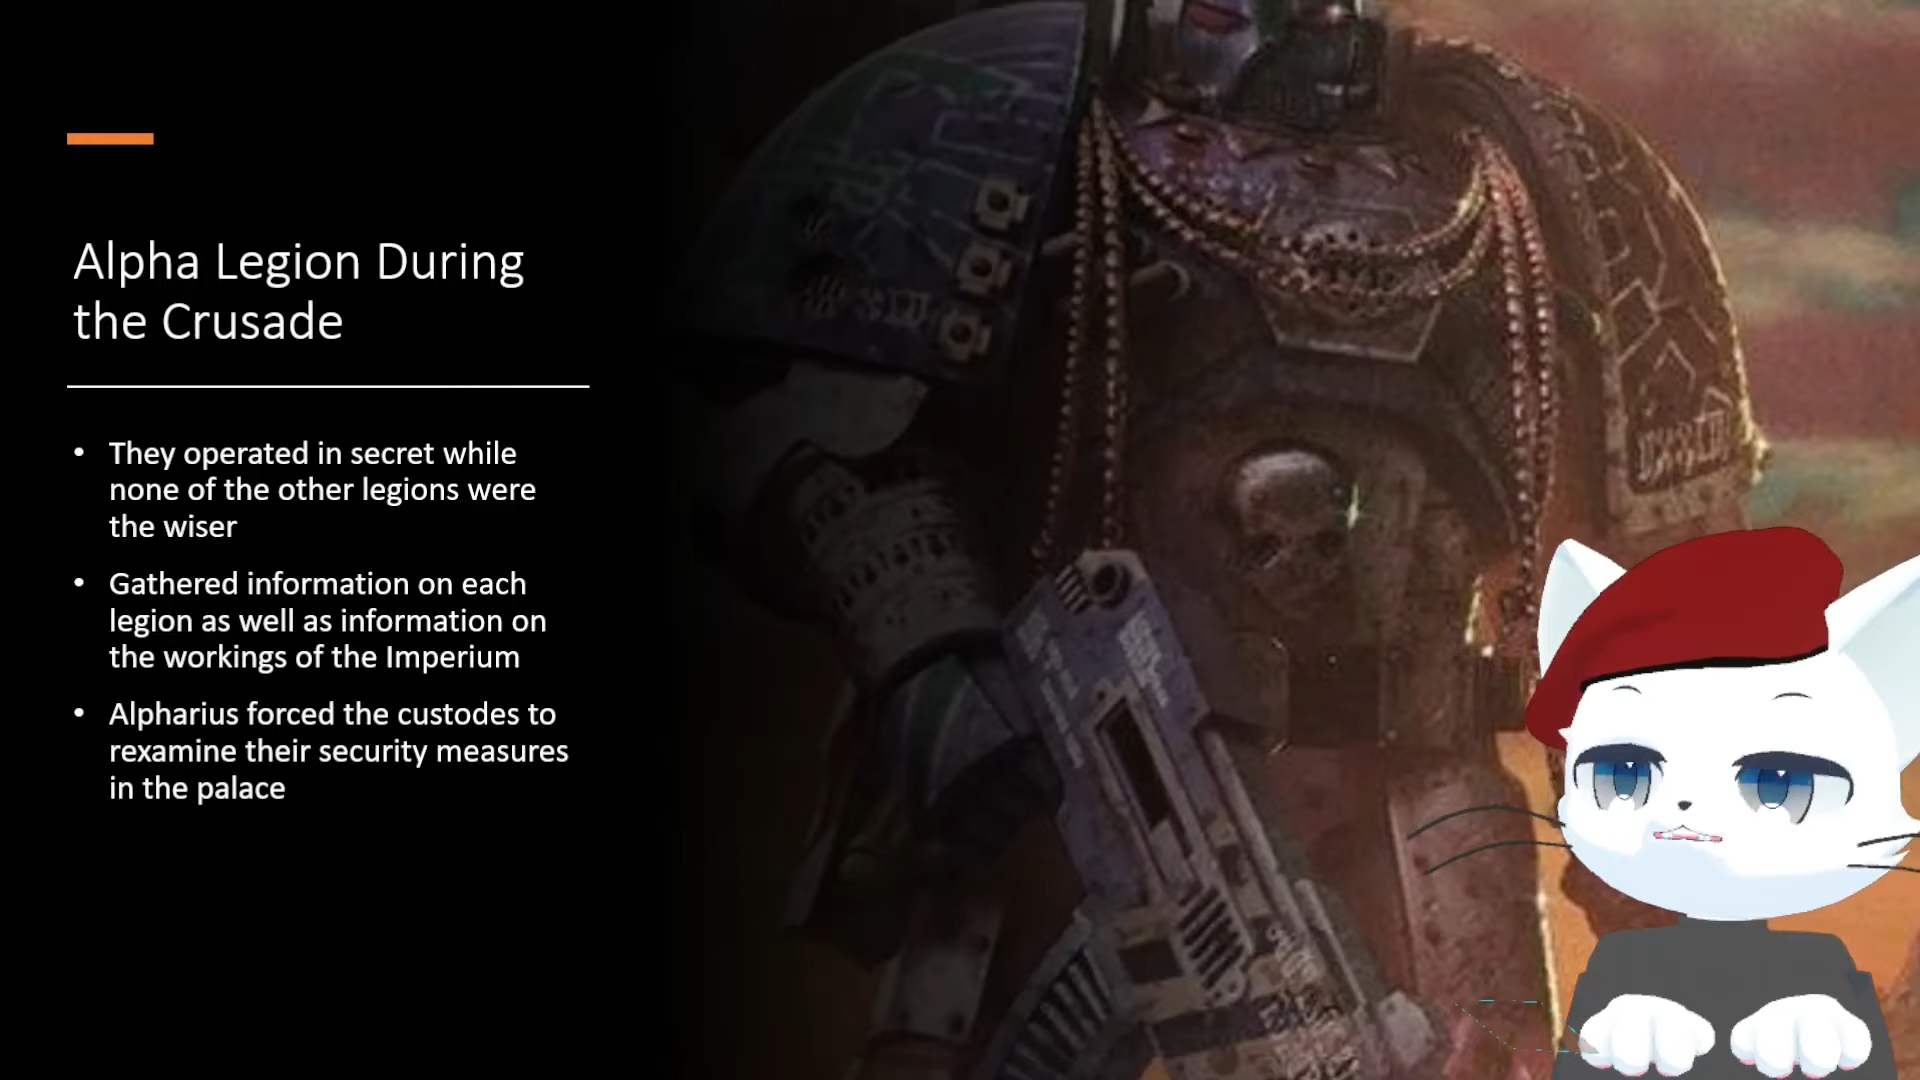 Alpha Legion During
the Crusade
• They operated in secret while
none of the other legions were
the wiser
• Gathered information on each
legion as well as information on
the workings of the Imperium
• Alpharius forced the custodes to
rexamine their security measures
in the palace